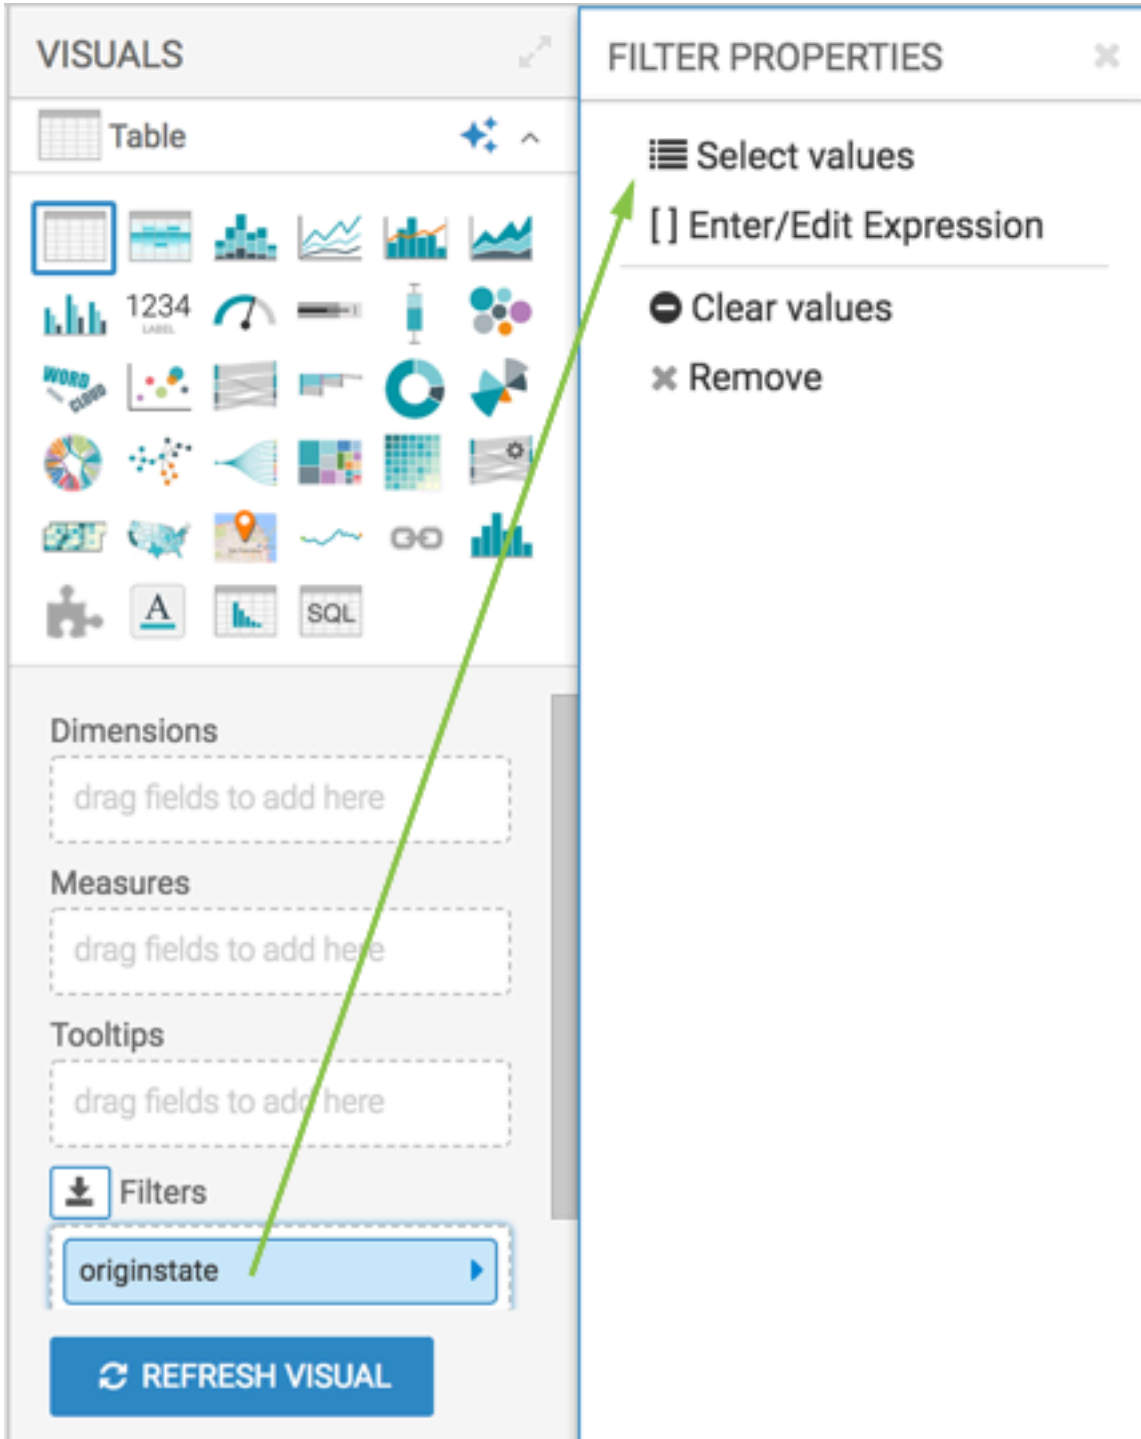 VISUALS
Table
1234
LABEL
WORD
CLOUD
A
SQL
Dimensions
drag fields to add here
Measures
drag fields to add here
Tooltips
drag fields to add here
Filters
originstate
REFRESH VISUAL
FILTER PROPERTIES
Select values
[ ] Enter/Edit Expression
Clear values
Remove